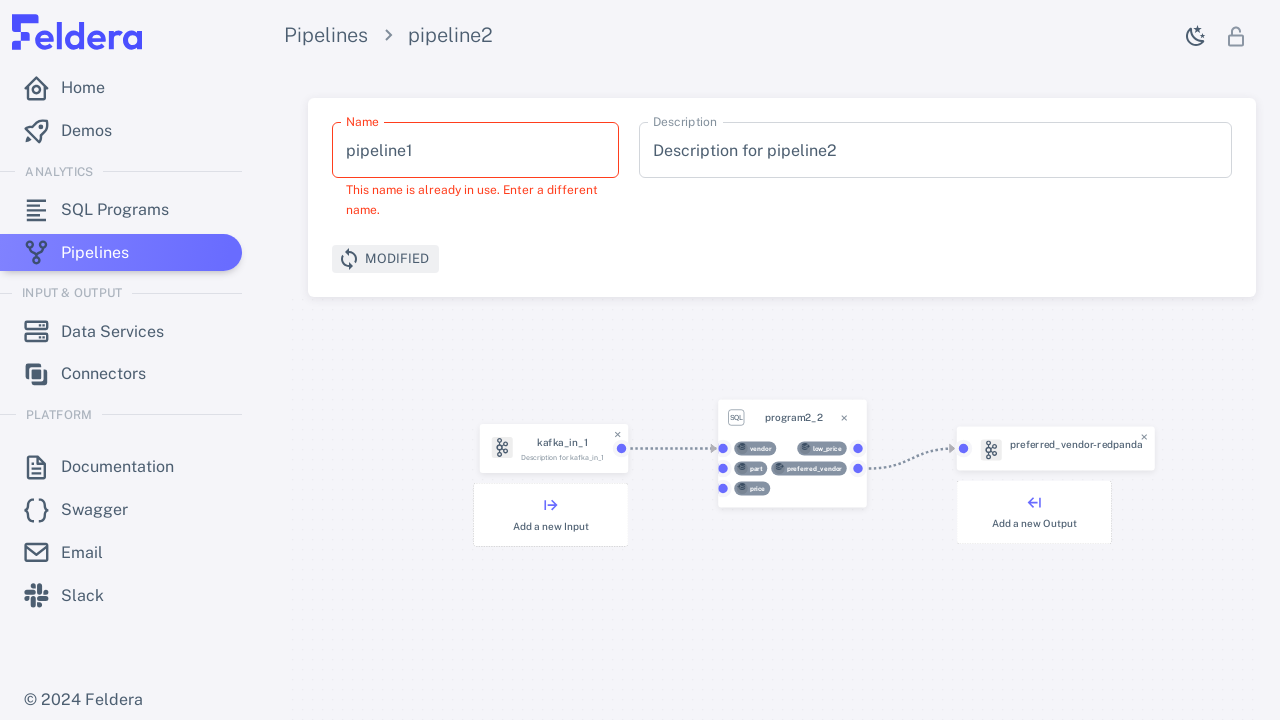 Feldera
Pipelines > pipeline2
Home
Demos
ANALYTICS
SQL Programs
Pipelines
INPUT & OUTPUT
Data Services
Connectors
PLATFORM
Documentation
Swagger
Email
Slack
© 2024 Feldera
Name
pipeline1
This name is already in use. Enter a different
name.
Description
Description for pipeline2
MODIFIED
kafka_in_1
Description for kafka_in_1
Add a new Input
SQL
program2_2
vendor
low_price
part
preferred_vendor
price
preferred_vendor-redpanda
Add a new Output